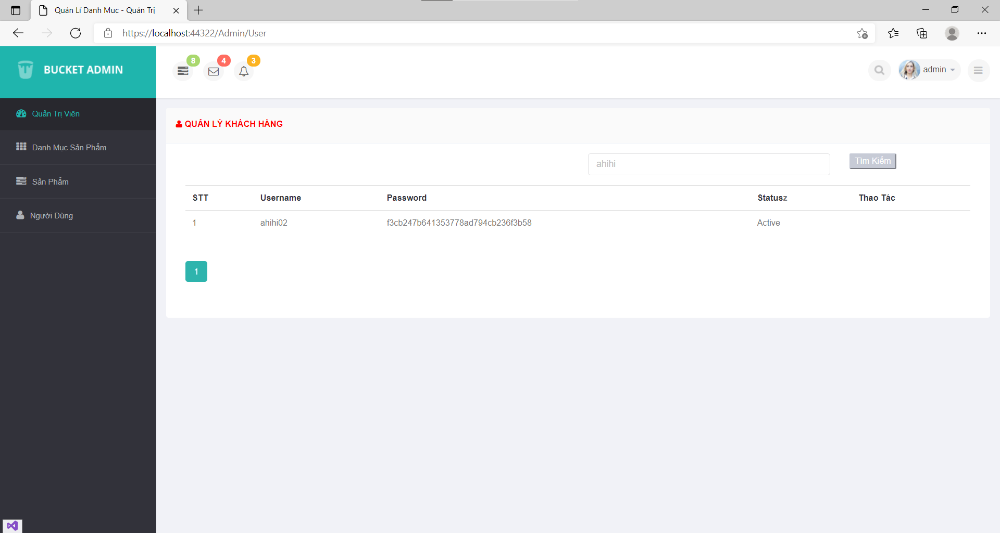 Quản Lí Danh Muc - Quản Trị
https://localhost:44322/Admin/User
BUCKET ADMIN
8
4
3
admin
Quản Trị Viên
Danh Mục Sản Phẩm
Sản Phẩm
Người Dùng
QUẢN LÝ KHÁCH HÀNG
ahihi
Tìm Kiếm
STT Username Password Statusz Thao Tác
1 ahihi02 f3cb247b641353778ad794cb236f3b58 Active
1